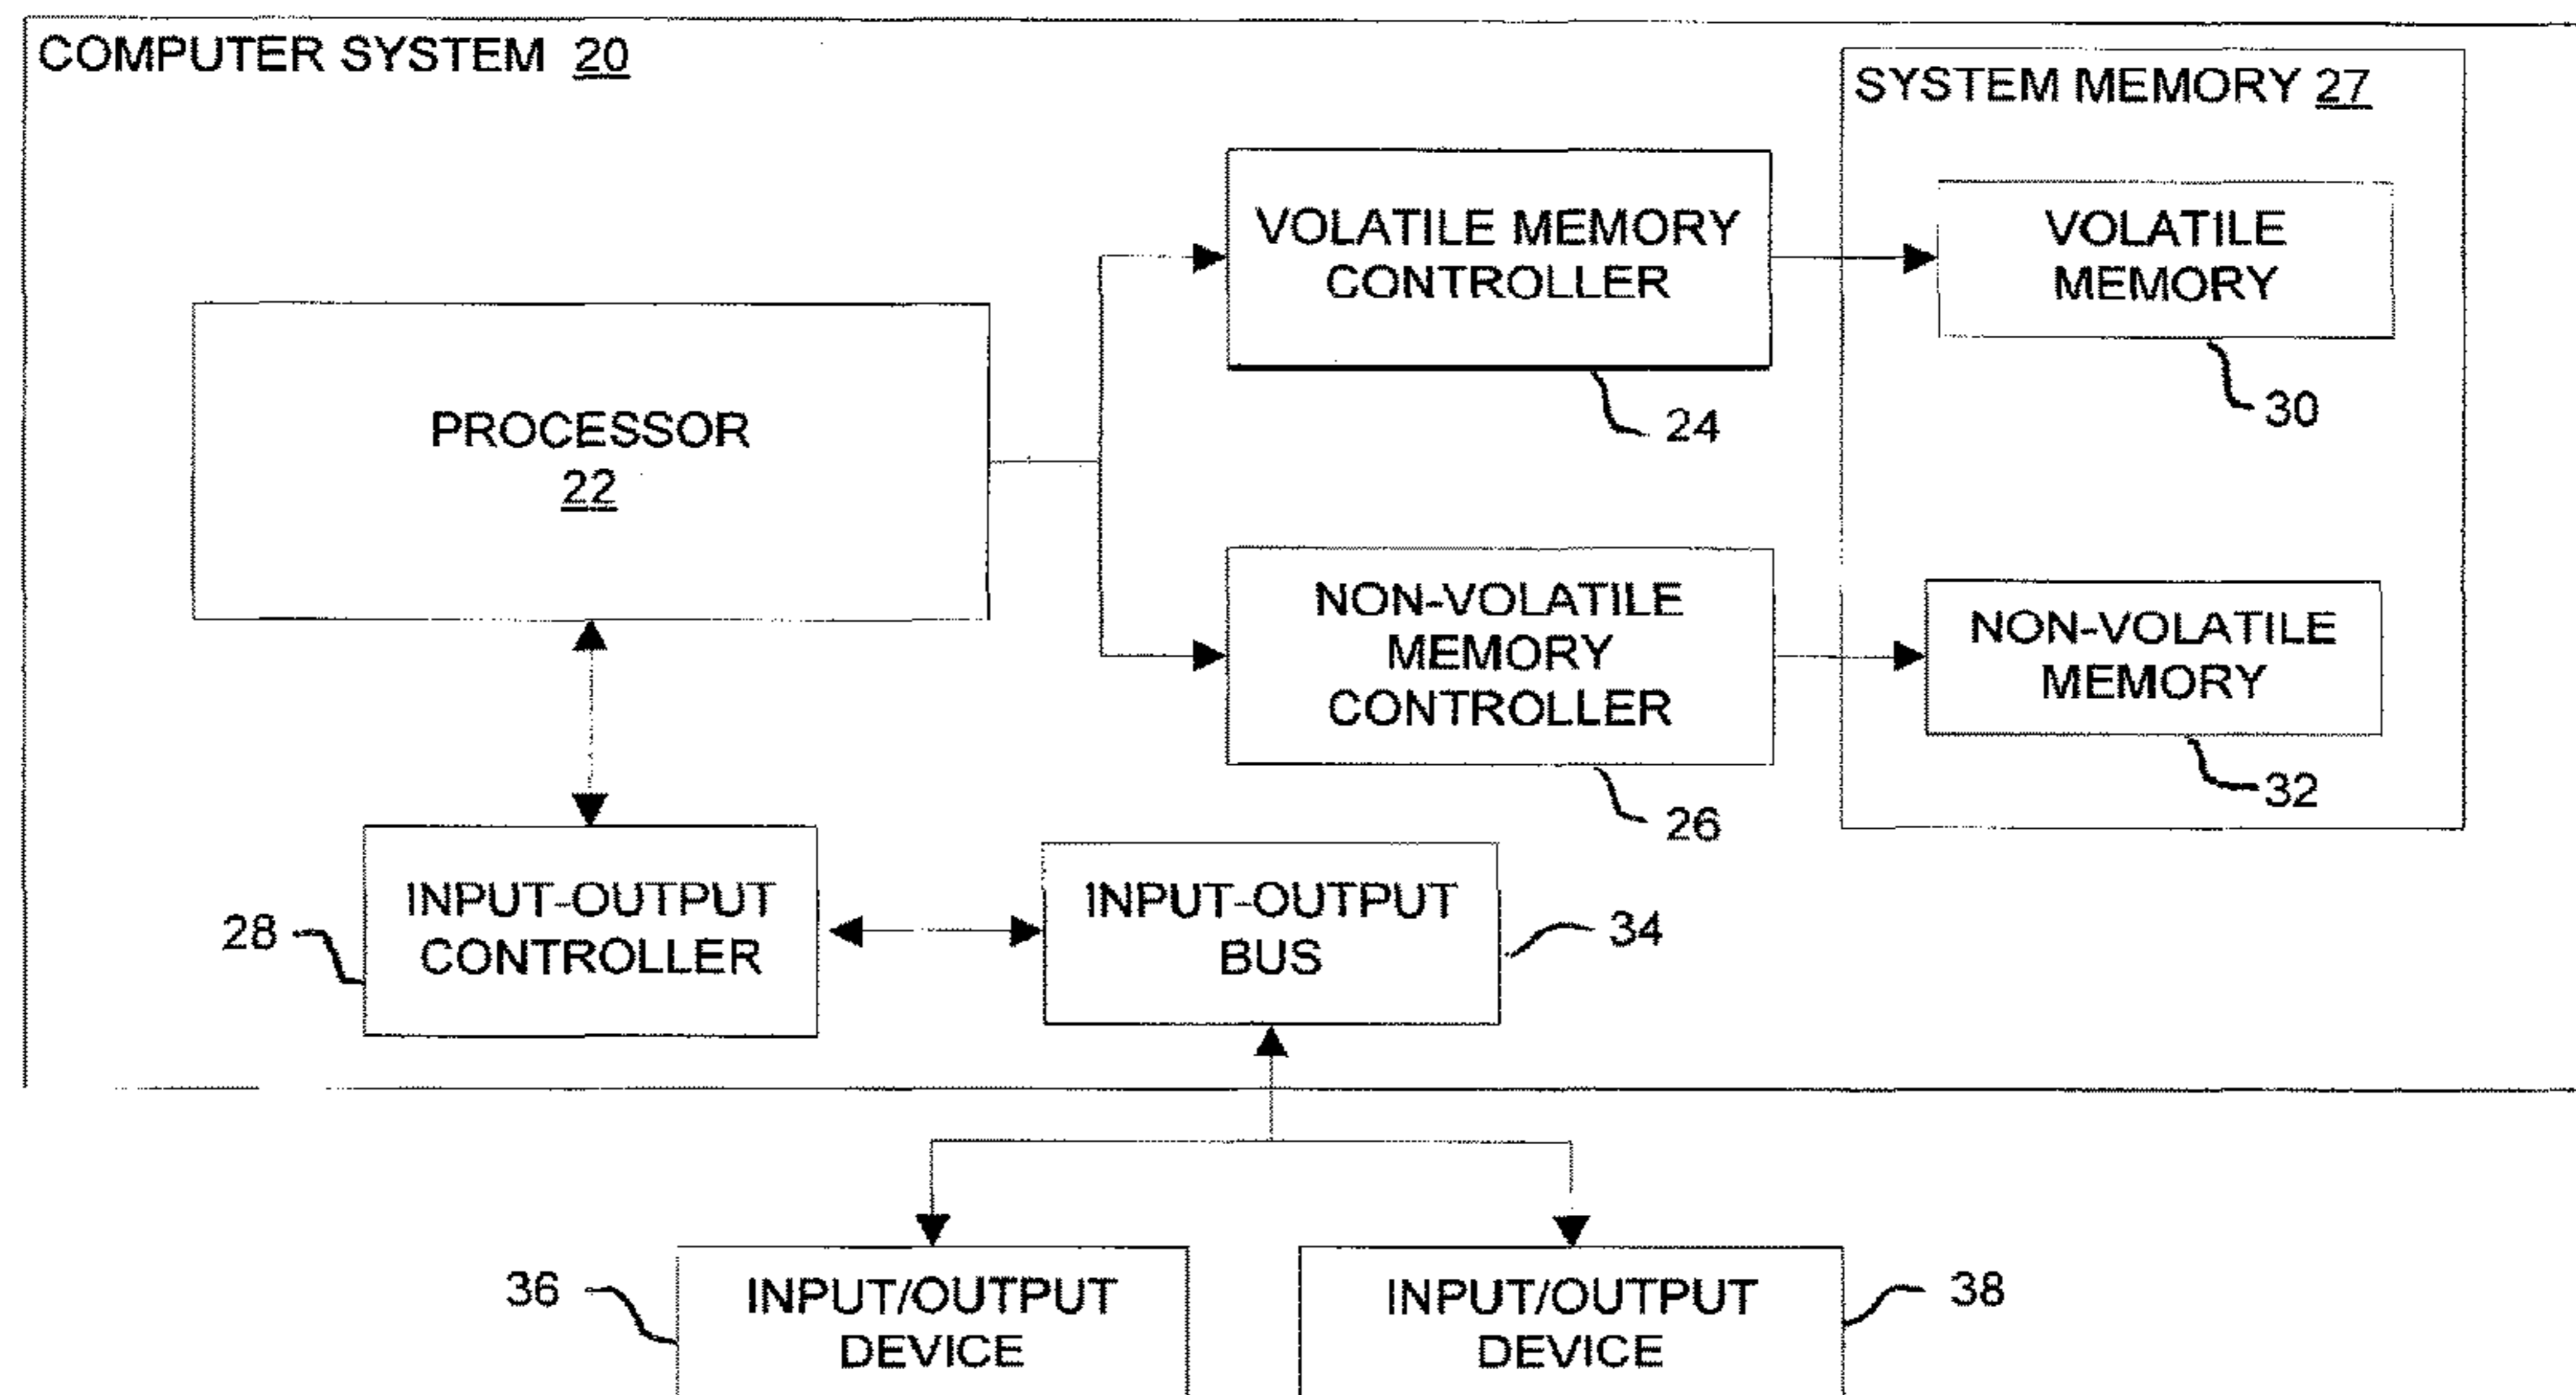 COMPUTER SYSTEM 20
SYSTEM MEMORY 27
VOLATILE MEMORY
CONTROLLER
24
VOLATILE
MEMORY
30
PROCESSOR
22
NON-VOLATILE
MEMORY
CONTROLLER
26
NON-VOLATILE
MEMORY
32
28
INPUT-OUTPUT
CONTROLLER
INPUT-OUTPUT
BUS
34
36
INPUT/OUTPUT
DEVICE
INPUT/OUTPUT
DEVICE
38